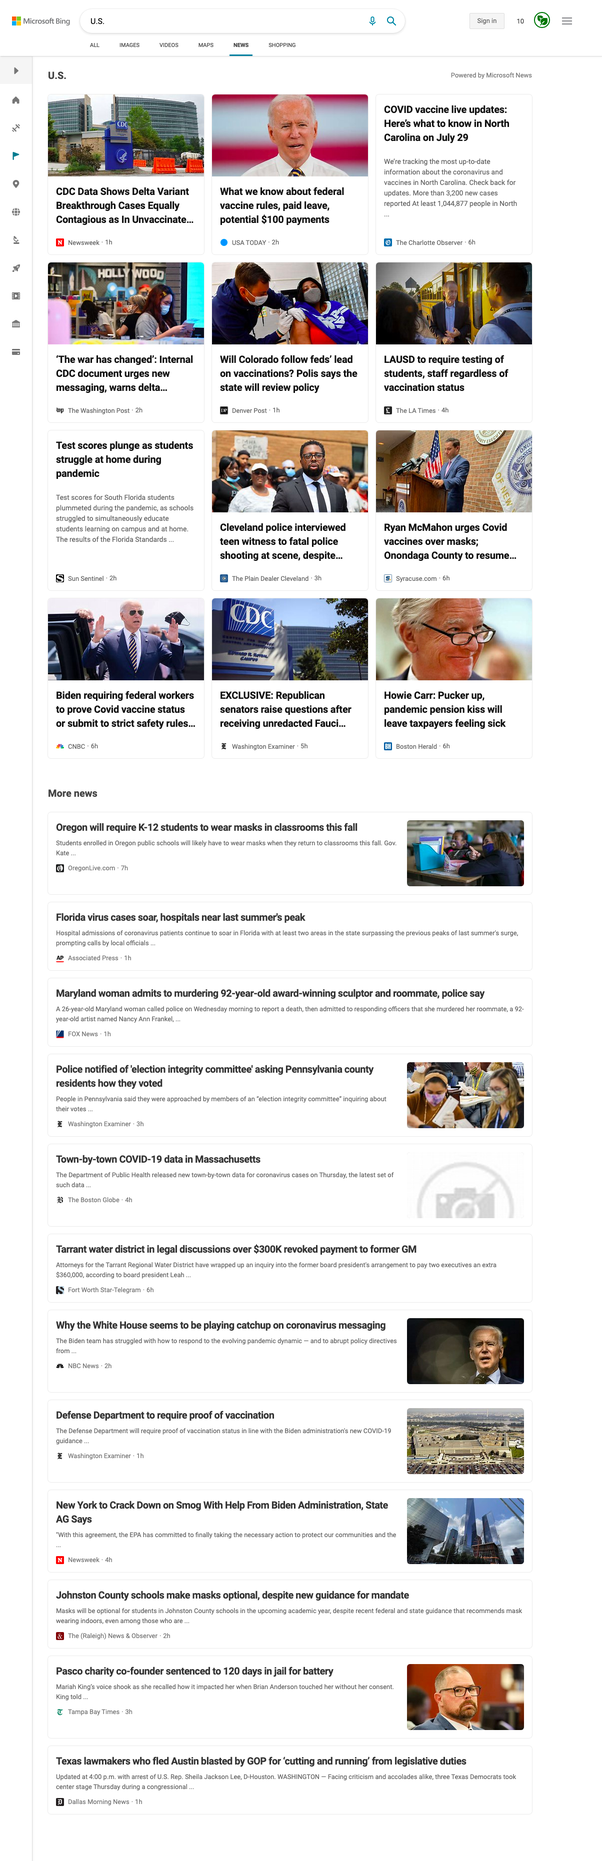 Microsoft Bing
U.S.
Sign in
10
ALL
IMAGES
VIDEOS
MAPS
NEWS
SHOPPING
U.S.
Powered by Microsoft News
CDC Data Shows Delta Variant
Breakthrough Cases Equally
Contagious as In Unvaccinate...
Newsweek · 1h
What we know about federal
vaccine rules, paid leave,
potential $100 payments
USA TODAY · 2h
COVID vaccine live updates:
Here's what to know in North
Carolina on July 29
We're tracking the most up-to-date
information about the coronavirus and
vaccines in North Carolina. Check back for
updates. More than 3,200 new cases
reported At least 1,044,877 people in North
...
The Charlotte Observer · 6h
HOLLYWOOD
'The war has changed': Internal
CDC document urges new
messaging, warns delta...
The Washington Post · 2h
Will Colorado follow feds' lead
on vaccinations? Polis says the
state will review policy
Denver Post · 1h
LAUSD to require testing of
students, staff regardless of
vaccination status
The LA Times · 4h
Test scores plunge as students
struggle at home during
pandemic
Test scores for South Florida students
plummeted during the pandemic, as schools
struggled to simultaneously educate
students learning on campus and at home.
The results of the Florida Standards ...
Sun Sentinel · 2h
Cleveland police interviewed
teen witness to fatal police
shooting at scene, despite...
The Plain Dealer Cleveland · 3h
Ryan McMahon urges Covid
vaccines over masks;
Onondaga County to resume...
Syracuse.com · 6h
Biden requiring federal workers
to prove Covid vaccine status
or submit to strict safety rules...
CNBC · 6h
CDC
EXCLUSIVE: Republican
senators raise questions after
receiving unredacted Fauci...
Washington Examiner · 5h
Howie Carr: Pucker up,
pandemic pension kiss will
leave taxpayers feeling sick
Boston Herald · 6h
More news
Oregon will require K-12 students to wear masks in classrooms this fall
Students enrolled in Oregon public schools will likely have to wear masks when they return to classrooms this fall. Gov.
Kate ...
OregonLive.com · 7h
Florida virus cases soar, hospitals near last summer's peak
Hospital admissions of coronavirus patients continue to soar in Florida with at least two areas in the state surpassing the previous peaks of last summer's surge,
prompting calls by local officials ...
AP
Associated Press · 1h
Maryland woman admits to murdering 92-year-old award-winning sculptor and roommate, police say
A 26-year-old Maryland woman called police on Wednesday morning to report a death, then admitted to responding officers that she murdered her roommate, a 92-
year-old artist named Nancy Ann Frankel, ...
FOX News · 1h
Police notified of 'election integrity committee' asking Pennsylvania county
residents how they voted
People in Pennsylvania said they were approached by members of an "election integrity committee" inquiring about
their votes ...
Washington Examiner · 3h
Town-by-town COVID-19 data in Massachusetts
The Department of Public Health released new town-by-town data for coronavirus cases on Thursday, the latest set of
such data ...
The Boston Globe · 4h
Tarrant water district in legal discussions over $300K revoked payment to former GM
Attorneys for the Tarrant Regional Water District have wrapped up an inquiry into the former board president's arrangement to pay two executives an extra
$360,000, according to board president Leah ...
Fort Worth Star-Telegram · 6h
Why the White House seems to be playing catchup on coronavirus messaging
The Biden team has struggled with how to respond to the evolving pandemic dynamic — and to abrupt policy directives
from ...
NBC News · 2h
Defense Department to require proof of vaccination
The Defense Department will require proof of vaccination status in line with the Biden administration's new COVID-19
guidance ...
Washington Examiner · 1h
New York to Crack Down on Smog With Help From Biden Administration, State
AG Says
"With this agreement, the EPA has committed to finally taking the necessary action to protect our communities and the
...
Newsweek · 4h
Johnston County schools make masks optional, despite new guidance for mandate
Masks will be optional for students in Johnston County schools in the upcoming academic year, despite recent federal and state guidance that recommends mask
wearing indoors, even among those who are ...
The (Raleigh) News & Observer · 2h
Pasco charity co-founder sentenced to 120 days in jail for battery
Mariah King's voice shook as she recalled how it impacted her when Brian Anderson touched her without her consent.
King told ...
Tampa Bay Times · 3h
Texas lawmakers who fled Austin blasted by GOP for 'cutting and running' from legislative duties
Updated at 4:00 p.m. with arrest of U.S. Rep. Sheila Jackson Lee, D-Houston. WASHINGTON — Facing criticism and accolades alike, three Texas Democrats took
center stage Thursday during a congressional ...
Dallas Morning News · 1h